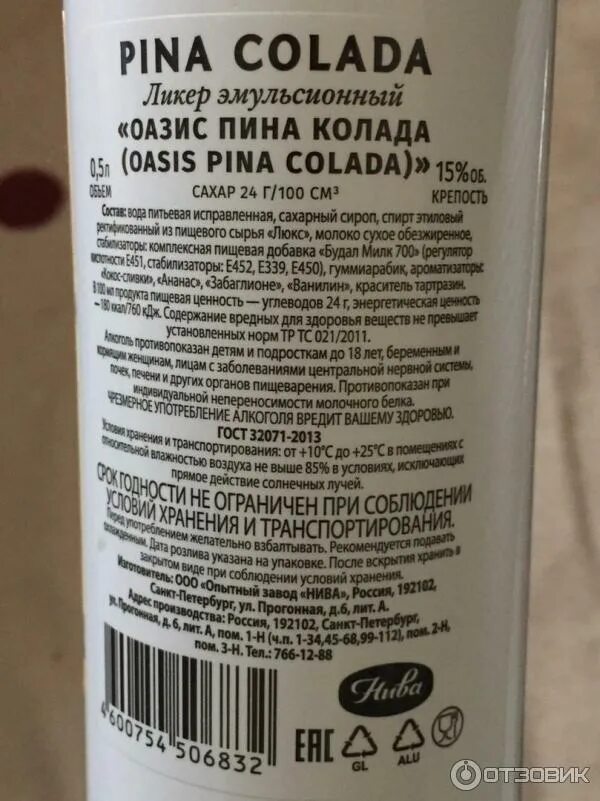 PINA COLADA
Ликер эмульсионный
«ОАЗИС ПИНА КОЛАДА
(OASIS PINA COLADA)»
0,5л
ОБЪЕМ
15%ОБ.
КРЕПОСТЬ
САХАР 24 Г/100 СМ³
Состав: вода питьевая исправленная, сахарный сироп, спирт этиловый
ректификованный из пищевого сырья «Люкс», молоко сухое обезжиренное,
стабилизаторы: комплексная пищевая добавка «Будал Милк 700» (регулятор
кислотности Е451, стабилизаторы: Е452, Е339, Е450), гуммиарабик, ароматизаторы:
«Кокос-сливки», «Ананас», «Забаглионе», «Ванилин», краситель тартразин.
В 100 мл продукта пищевая ценность — углеводов 24 г, энергетическая ценность
— 180 ккал/760 кДж. Содержание вредных для здоровья веществ не превышает
установленных норм ТР ТС 021/2011.
Алкоголь противопоказан детям и подросткам до 18 лет, беременным и
кормящим женщинам, лицам с заболеваниями центральной нервной системы,
почек, печени и других органов пищеварения. Противопоказан при
индивидуальной непереносимости молочного белка.
ЧРЕЗМЕРНОЕ УПОТРЕБЛЕНИЕ АЛКОГОЛЯ ВРЕДИТ ВАШЕМУ ЗДОРОВЬЮ.
ГОСТ 32071-2013
Условия хранения и транспортирования: от +10°С до +25°С в помещениях с
относительной влажностью воздуха не выше 85% в условиях, исключающих
прямое действие солнечных лучей.
СРОК ГОДНОСТИ НЕ ОГРАНИЧЕН ПРИ СОБЛЮДЕНИИ
УСЛОВИЙ ХРАНЕНИЯ И ТРАНСПОРТИРОВАНИЯ.
Перед употреблением желательно взбалтывать. Рекомендуется подавать
охлажденным. Дата розлива указана на упаковке. После вскрытия хранить в
закрытом виде при соблюдении условий хранения.
Изготовитель: ООО «Опытный завод «НИВА», Россия, 192102,
Санкт-Петербург, ул. Прогонная, д.6, лит. А.
Адрес производства: Россия, 192102, Санкт-Петербург,
ул. Прогонная, д. 6, лит. А, пом. 1-Н (ч.п. 1-34,45-68,99-112), пом. 2-Н,
пом. 3-Н. Тел.: 766-12-88
Нива
4 600754 506832
EAC
GL
ALU
ОТЗОВИК